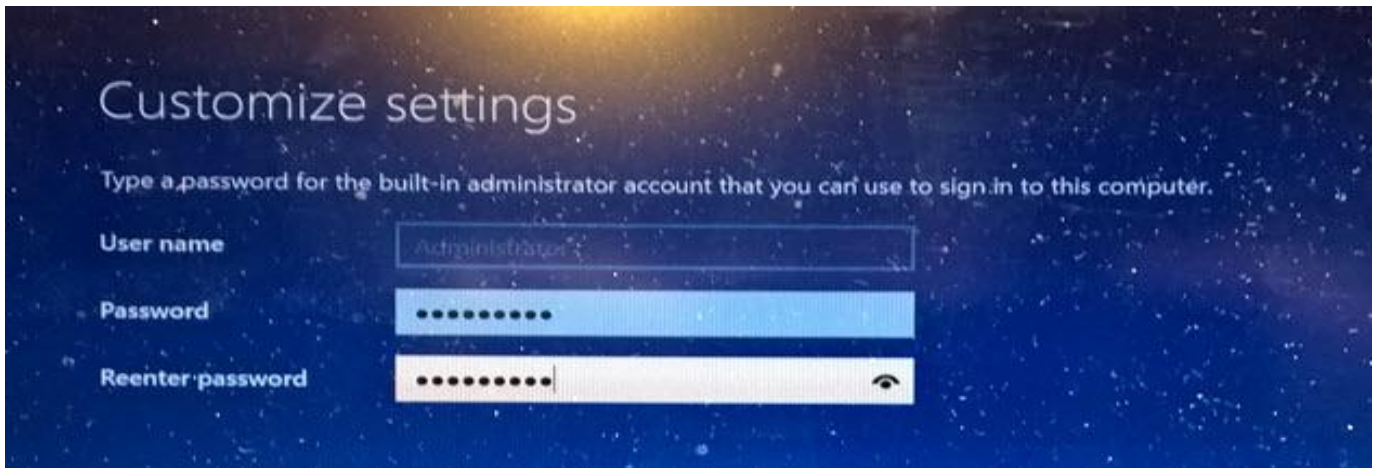 Customize settings
Type a password for the built-in administrator account that you can use to sign in to this computer.
User name
Administrator
Password
•••••••••
Reenter password
•••••••••